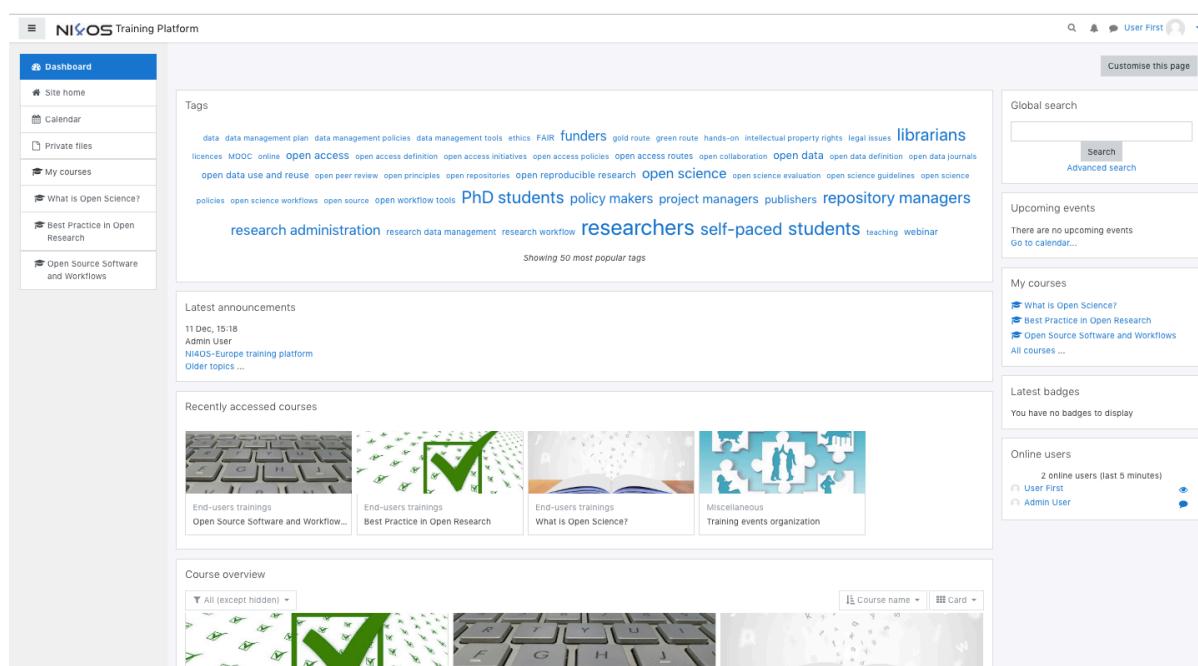 NI4OS Training Platform
User First
Dashboard
Site home
Calendar
Private files
My courses
What is Open Science?
Best Practice in Open
Research
Open Source Software
and Workflows
Customise this page
Tags
data data management plan data management policies data management tools ethics FAIR funders gold route green route hands-on intellectual property rights legal issues librarians
licences MOOC online open access open access definition open access initiatives open access policies open access routes open collaboration open data open data definition open data journals
open data use and reuse open peer review open principles open repositories open reproducible research open science open science evaluation open science guidelines open science
policies open science workflows open source open workflow tools PhD students policy makers project managers publishers repository managers
research administration research data management research workflow researchers self-paced students teaching webinar
Showing 50 most popular tags
Latest announcements
11 Dec, 15:18
Admin User
NI4OS-Europe training platform
Older topics ...
Recently accessed courses
End-users trainings
Open Source Software and Workflow...
End-users trainings
Best Practice in Open Research
End-users trainings
What is Open Science?
Miscellaneous
Training events organization
Course overview
All (except hidden)
Course name
Card
Global search
Search
Advanced search
Upcoming events
There are no upcoming events
Go to calendar...
My courses
What is Open Science?
Best Practice in Open Research
Open Source Software and Workflows
All courses ...
Latest badges
You have no badges to display
Online users
2 online users (last 5 minutes)
User First
Admin User